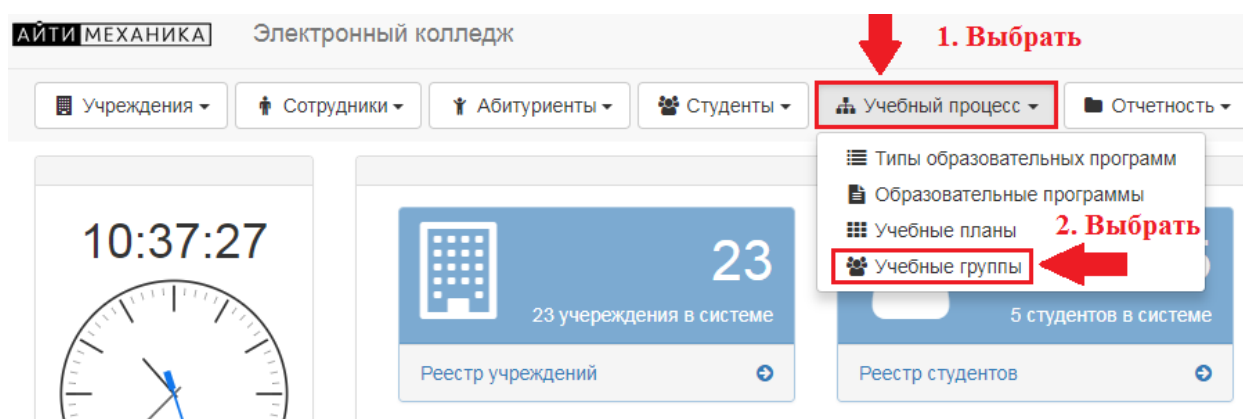 АЙТИ МЕХАНИКА Электронный колледж 1. Выбрать
Учреждения Сотрудники Абитуриенты Студенты Учебный процесс Отчетность
Типы образовательных программ
Образовательные программы
Учебные планы 2. Выбрать
Учебные группы
10:37:27
23
23 учереждения в системе
5 студентов в системе
Реестр учреждений
Реестр студентов